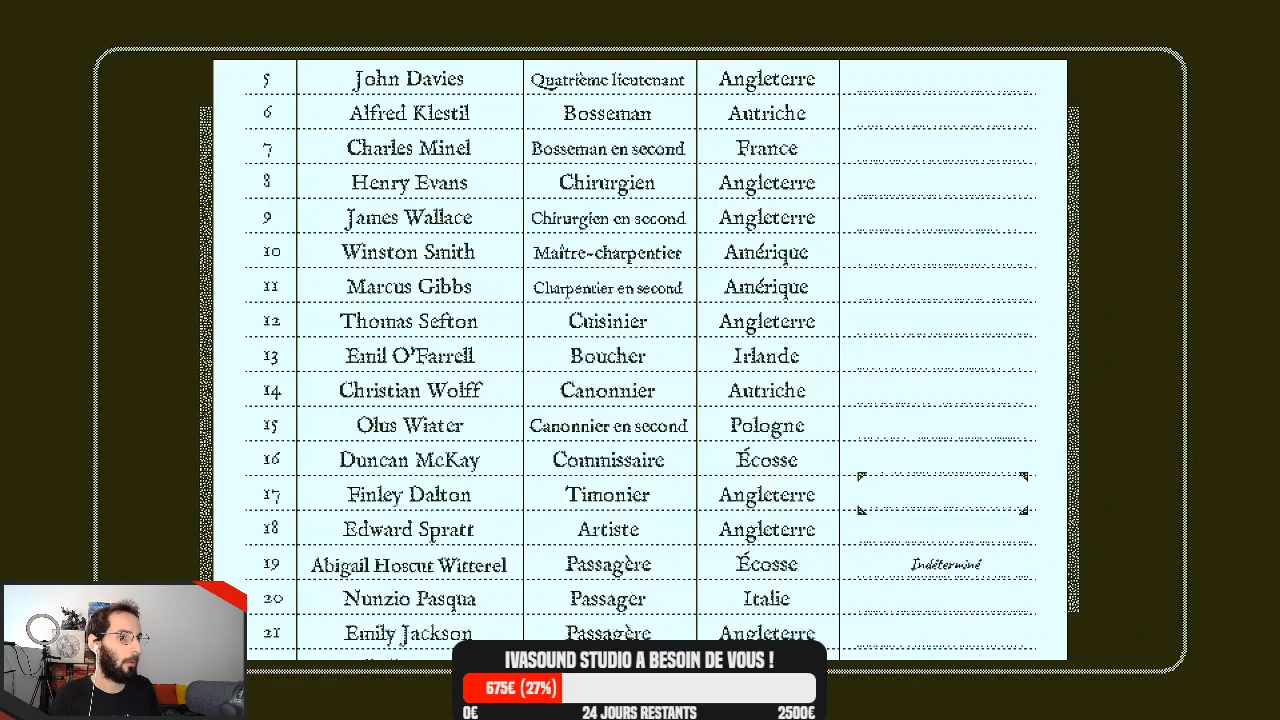 5 John Davies Quatrième lieutenant Angleterre
6 Alfred Klestil Bosseman Autriche
7 Charles Minel Bosseman en second France
8 Henry Evans Chirurgien Angleterre
9 James Wallace Chirurgien en second Angleterre
10 Winston Smith Maître-charpentier Amérique
11 Marcus Gibbs Charpentier en second Amérique
12 Thomas Sefton Cuisinier Angleterre
13 Emil O'Farrell Boucher Irlande
14 Christian Wolff Canonnier Autriche
15 Olus Wiater Canonnier en second Pologne
16 Duncan McKay Commissaire Écosse
17 Finley Dalton Timonier Angleterre
18 Edward Spratt Artiste Angleterre
19 Abigail Hoscut Witterel Passagère Écosse Indéterminé
20 Nunzio Pasqua Passager Italie
21 Emily Jackson Passagère Angleterre
IVASOUND STUDIO A BESOIN DE VOUS !
675€ (27%)
0€ 24 JOURS RESTANTS 2500€